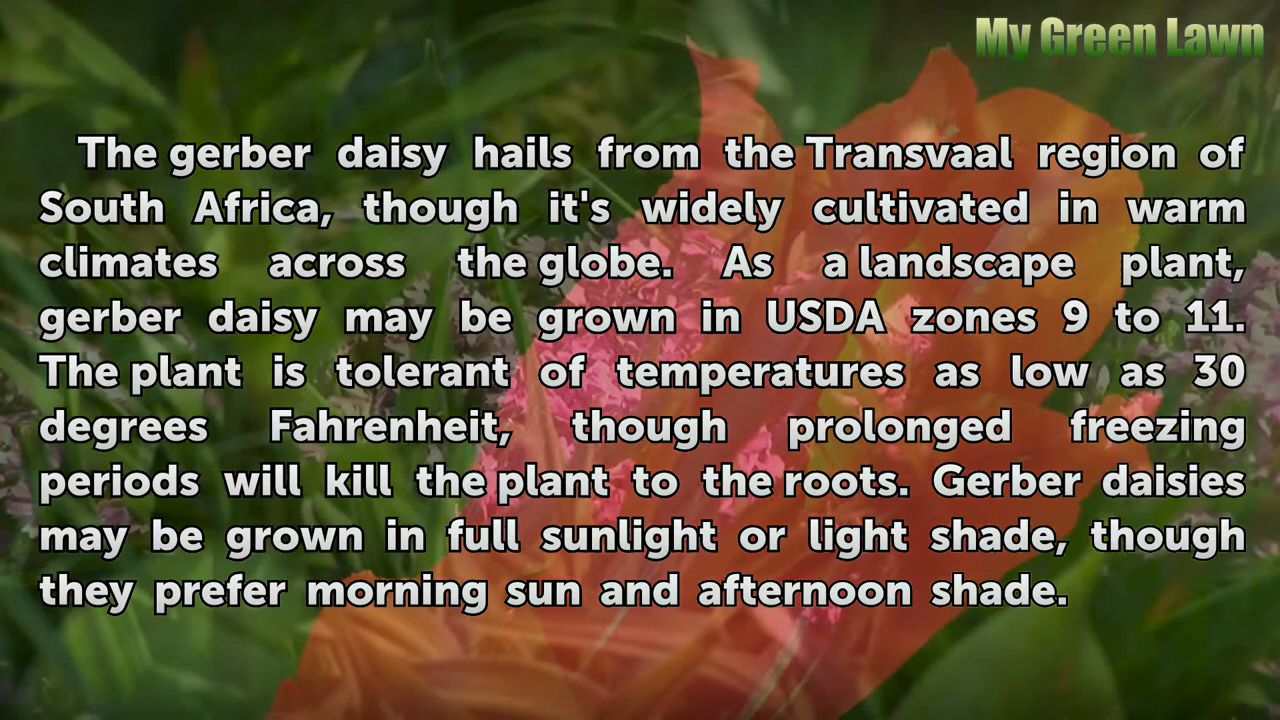 My Green Lawn
The gerber daisy hails from the Transvaal region of
South Africa, though it's widely cultivated in warm
climates across the globe. As a landscape plant,
gerber daisy may be grown in USDA zones 9 to 11.
The plant is tolerant of temperatures as low as 30
degrees Fahrenheit, though prolonged freezing
periods will kill the plant to the roots. Gerber daisies
may be grown in full sunlight or light shade, though
they prefer morning sun and afternoon shade.